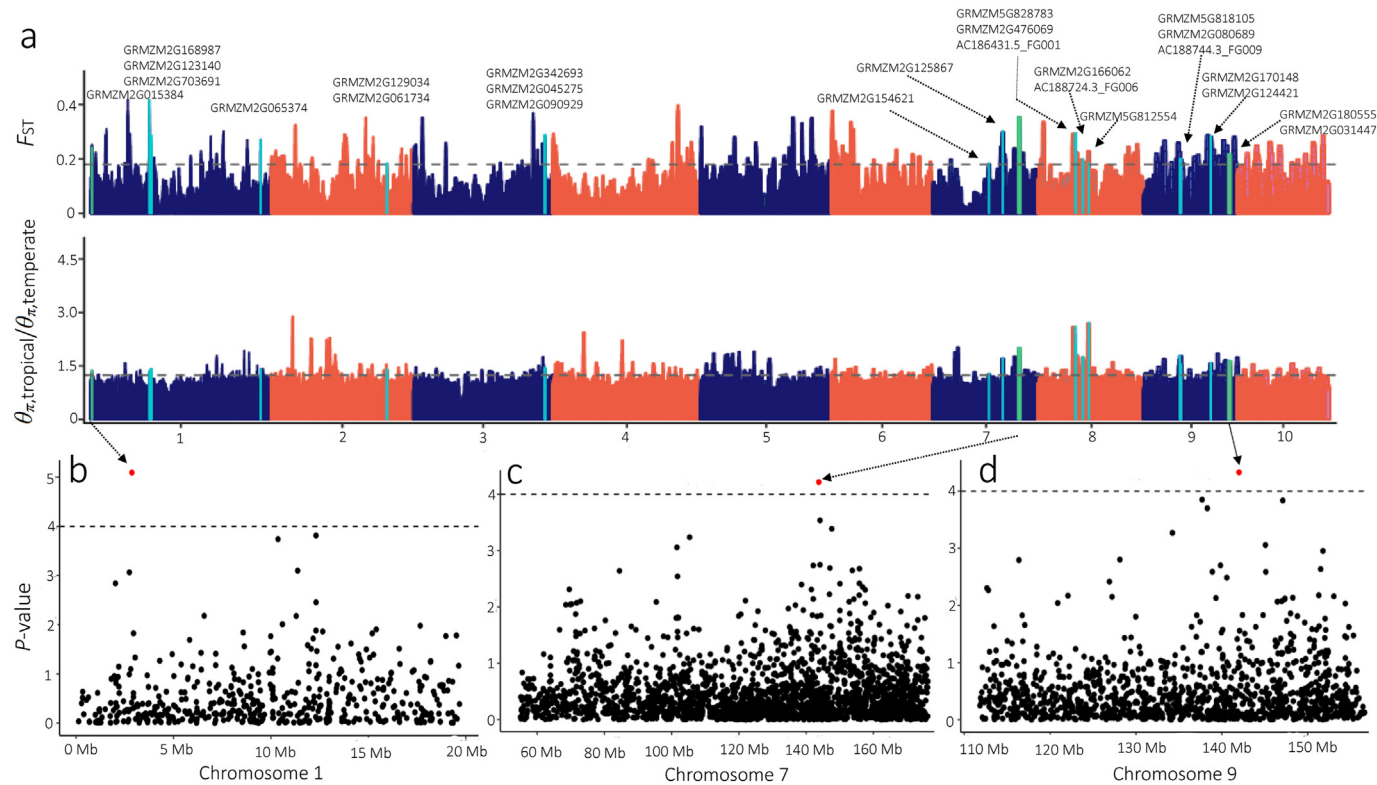 a
GRMZM2G168987
GRMZM2G123140
GRMZM2G703691
GRMZM2G015384
GRMZM2G065374
GRMZM2G129034
GRMZM2G061734
GRMZM2G342693
GRMZM2G045275
GRMZM2G090929
GRMZM2G154621
GRMZM2G125867
GRMZM5G828783
GRMZM2G476069
AC186431.5_FG001
GRMZM2G166062
AC188724.3_FG006
GRMZM5G812554
GRMZM5G818105
GRMZM2G080689
AC188744.3_FG009
GRMZM2G170148
GRMZM2G124421
GRMZM2G180555
GRMZM2G031447
FST
0.4
0.2
0
θπ,tropical/θπ,temperate
4.5
3.0
1.5
0
1 2 3 4 5 6 7 8 9 10
b
P-value
5
4
3
2
1
0
0 Mb 5 Mb 10 Mb 15 Mb 20 Mb
Chromosome 1
c
4
3
2
1
0
60 Mb 80 Mb 100 Mb 120 Mb 140 Mb 160 Mb
Chromosome 7
d
4
3
2
1
0
110 Mb 120 Mb 130 Mb 140 Mb 150 Mb
Chromosome 9